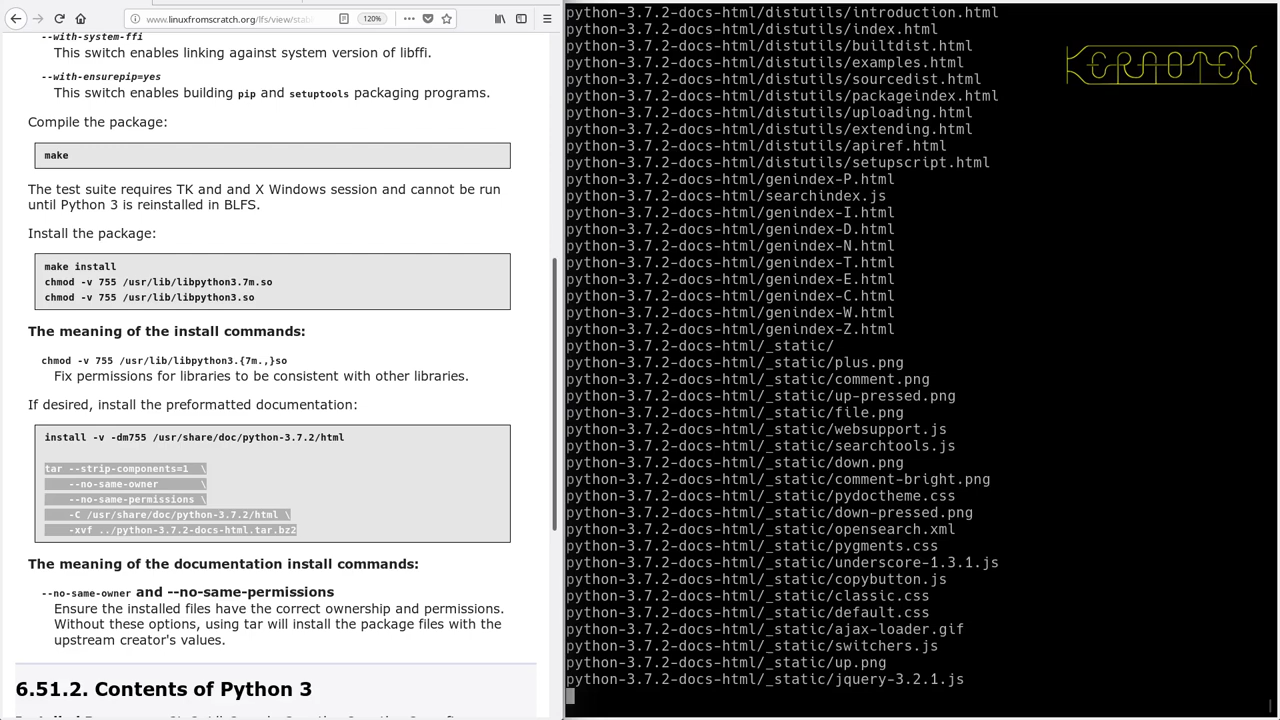 www.linuxfromscratch.org/lfs/view/stab
120%
--with-system-ffi
This switch enables linking against system version of libffi.
--with-ensurepip=yes
This switch enables building pip and setuptools packaging programs.
Compile the package:
make
The test suite requires TK and and X Windows session and cannot be run
until Python 3 is reinstalled in BLFS.
Install the package:
make install
chmod -v 755 /usr/lib/libpython3.7m.so
chmod -v 755 /usr/lib/libpython3.so
The meaning of the install commands:
chmod -v 755 /usr/lib/libpython3.{7m.,}so
Fix permissions for libraries to be consistent with other libraries.
If desired, install the preformatted documentation:
install -v -dm755 /usr/share/doc/python-3.7.2/html
tar --strip-components=1 \
--no-same-owner \
--no-same-permissions \
-C /usr/share/doc/python-3.7.2/html \
-xvf ../python-3.7.2-docs-html.tar.bz2
The meaning of the documentation install commands:
--no-same-owner and --no-same-permissions
Ensure the installed files have the correct ownership and permissions.
Without these options, using tar will install the package files with the
upstream creator's values.
6.51.2. Contents of Python 3
python-3.7.2-docs-html/distutils/introduction.html
python-3.7.2-docs-html/distutils/index.html
python-3.7.2-docs-html/distutils/builtdist.html
python-3.7.2-docs-html/distutils/examples.html
python-3.7.2-docs-html/distutils/sourcedist.html
python-3.7.2-docs-html/distutils/packageindex.html
python-3.7.2-docs-html/distutils/uploading.html
python-3.7.2-docs-html/distutils/extending.html
python-3.7.2-docs-html/distutils/apiref.html
python-3.7.2-docs-html/distutils/setupscript.html
python-3.7.2-docs-html/genindex-P.html
python-3.7.2-docs-html/searchindex.js
python-3.7.2-docs-html/genindex-I.html
python-3.7.2-docs-html/genindex-D.html
python-3.7.2-docs-html/genindex-N.html
python-3.7.2-docs-html/genindex-T.html
python-3.7.2-docs-html/genindex-E.html
python-3.7.2-docs-html/genindex-C.html
python-3.7.2-docs-html/genindex-W.html
python-3.7.2-docs-html/genindex-Z.html
python-3.7.2-docs-html/_static/
python-3.7.2-docs-html/_static/plus.png
python-3.7.2-docs-html/_static/comment.png
python-3.7.2-docs-html/_static/up-pressed.png
python-3.7.2-docs-html/_static/file.png
python-3.7.2-docs-html/_static/websupport.js
python-3.7.2-docs-html/_static/searchtools.js
python-3.7.2-docs-html/_static/down.png
python-3.7.2-docs-html/_static/comment-bright.png
python-3.7.2-docs-html/_static/pydoctheme.css
python-3.7.2-docs-html/_static/down-pressed.png
python-3.7.2-docs-html/_static/opensearch.xml
python-3.7.2-docs-html/_static/pygments.css
python-3.7.2-docs-html/_static/underscore-1.3.1.js
python-3.7.2-docs-html/_static/copybutton.js
python-3.7.2-docs-html/_static/classic.css
python-3.7.2-docs-html/_static/default.css
python-3.7.2-docs-html/_static/ajax-loader.gif
python-3.7.2-docs-html/_static/switchers.js
python-3.7.2-docs-html/_static/up.png
python-3.7.2-docs-html/_static/jquery-3.2.1.js